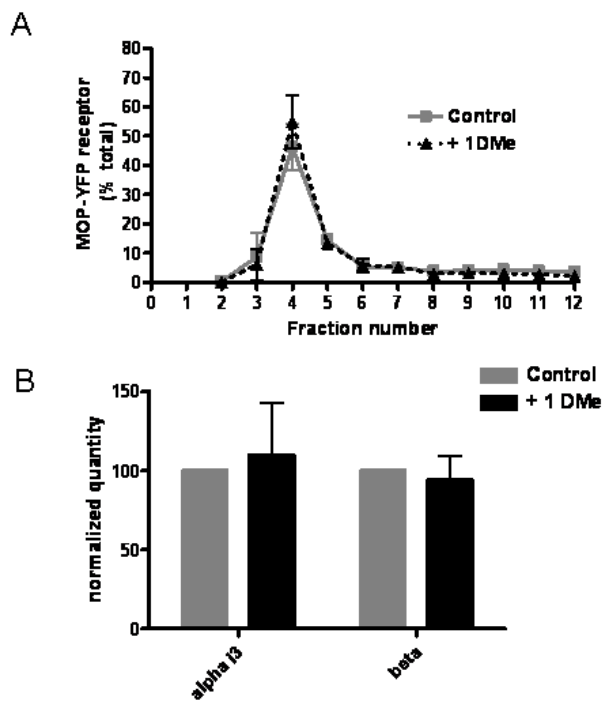 A
MOP-YFP receptor
(% total)
80
70
60
50
40
30
20
10
0
0 1 2 3 4 5 6 7 8 9 10 11 12
Fraction number
Control
+ 1DMe
B
normalized quantity
150
100
50
0
alpha i3
beta
Control
+ 1 DMe